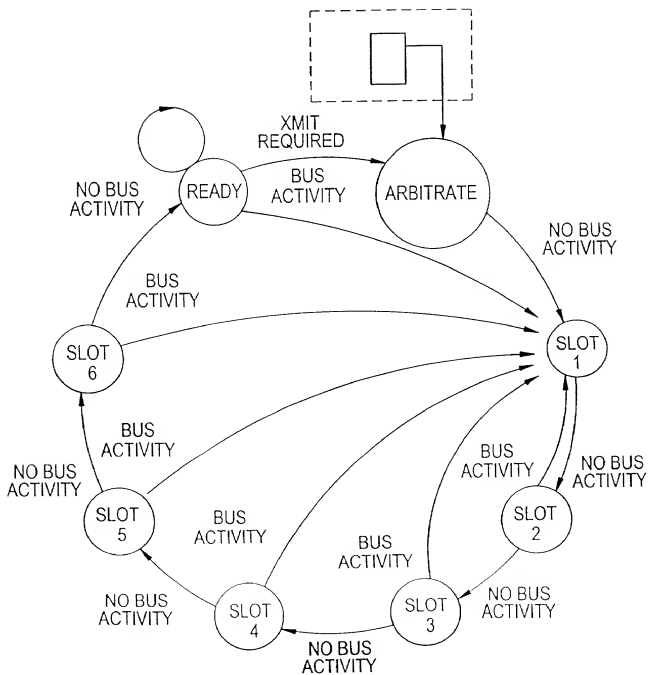 XMIT
REQUIRED
NO BUS
ACTIVITY
READY
BUS
ACTIVITY
ARBITRATE
NO BUS
ACTIVITY
BUS
ACTIVITY
SLOT
6
SLOT
1
BUS
ACTIVITY
BUS
ACTIVITY
NO BUS
ACTIVITY
NO BUS
ACTIVITY
SLOT
5
BUS
ACTIVITY
SLOT
2
BUS
ACTIVITY
NO BUS
ACTIVITY
SLOT
4
SLOT
3
NO BUS
ACTIVITY
NO BUS
ACTIVITY